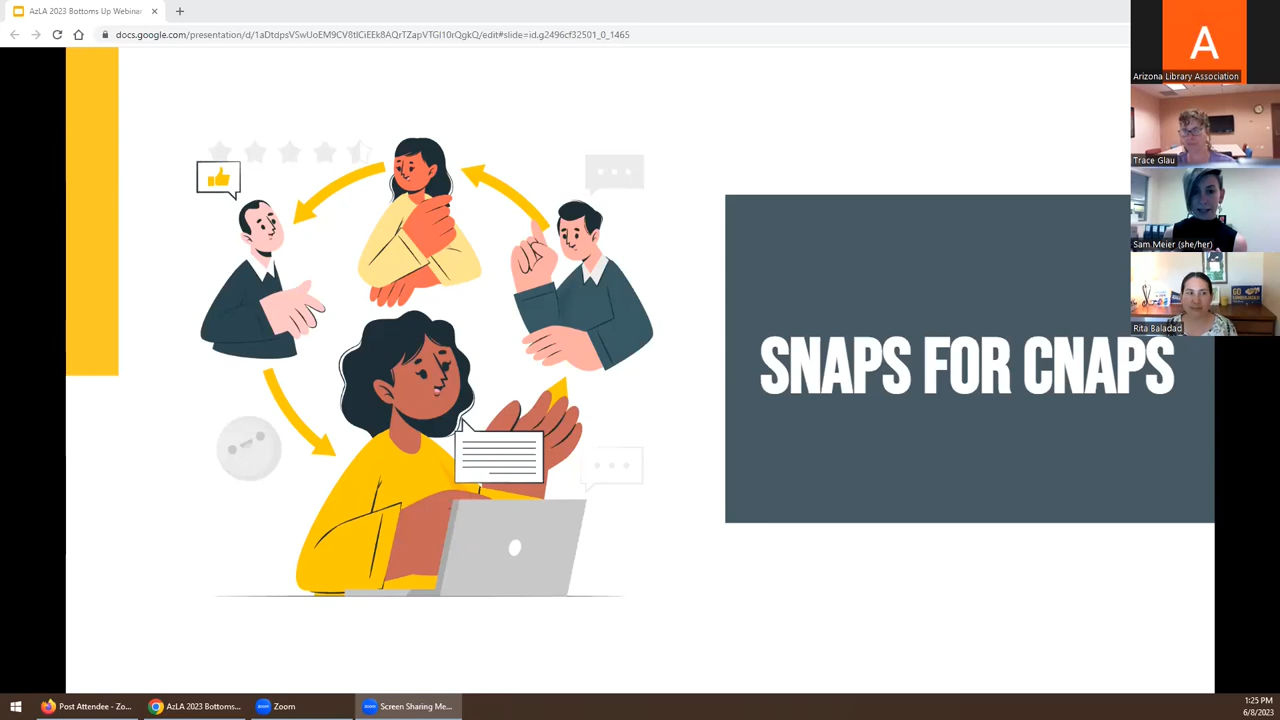 AzLA 2023 Bottoms Up Webinar
docs.google.com/presentation/d/1aDtdpsVSwUoEM9CV8tlCiEEk8AQrTZapVTGl10rQgkQ/edit#slide=id.g2496cf32501_0_1465
A
Arizona Library Association
Trace Glau
Sam Meier (she/her)
Rita Baladad
SNAPS FOR CNAPS
Post Attendee - Zo...
AzLA 2023 Bottoms...
Zoom
Screen Sharing Me...
1:25 PM
6/8/2023